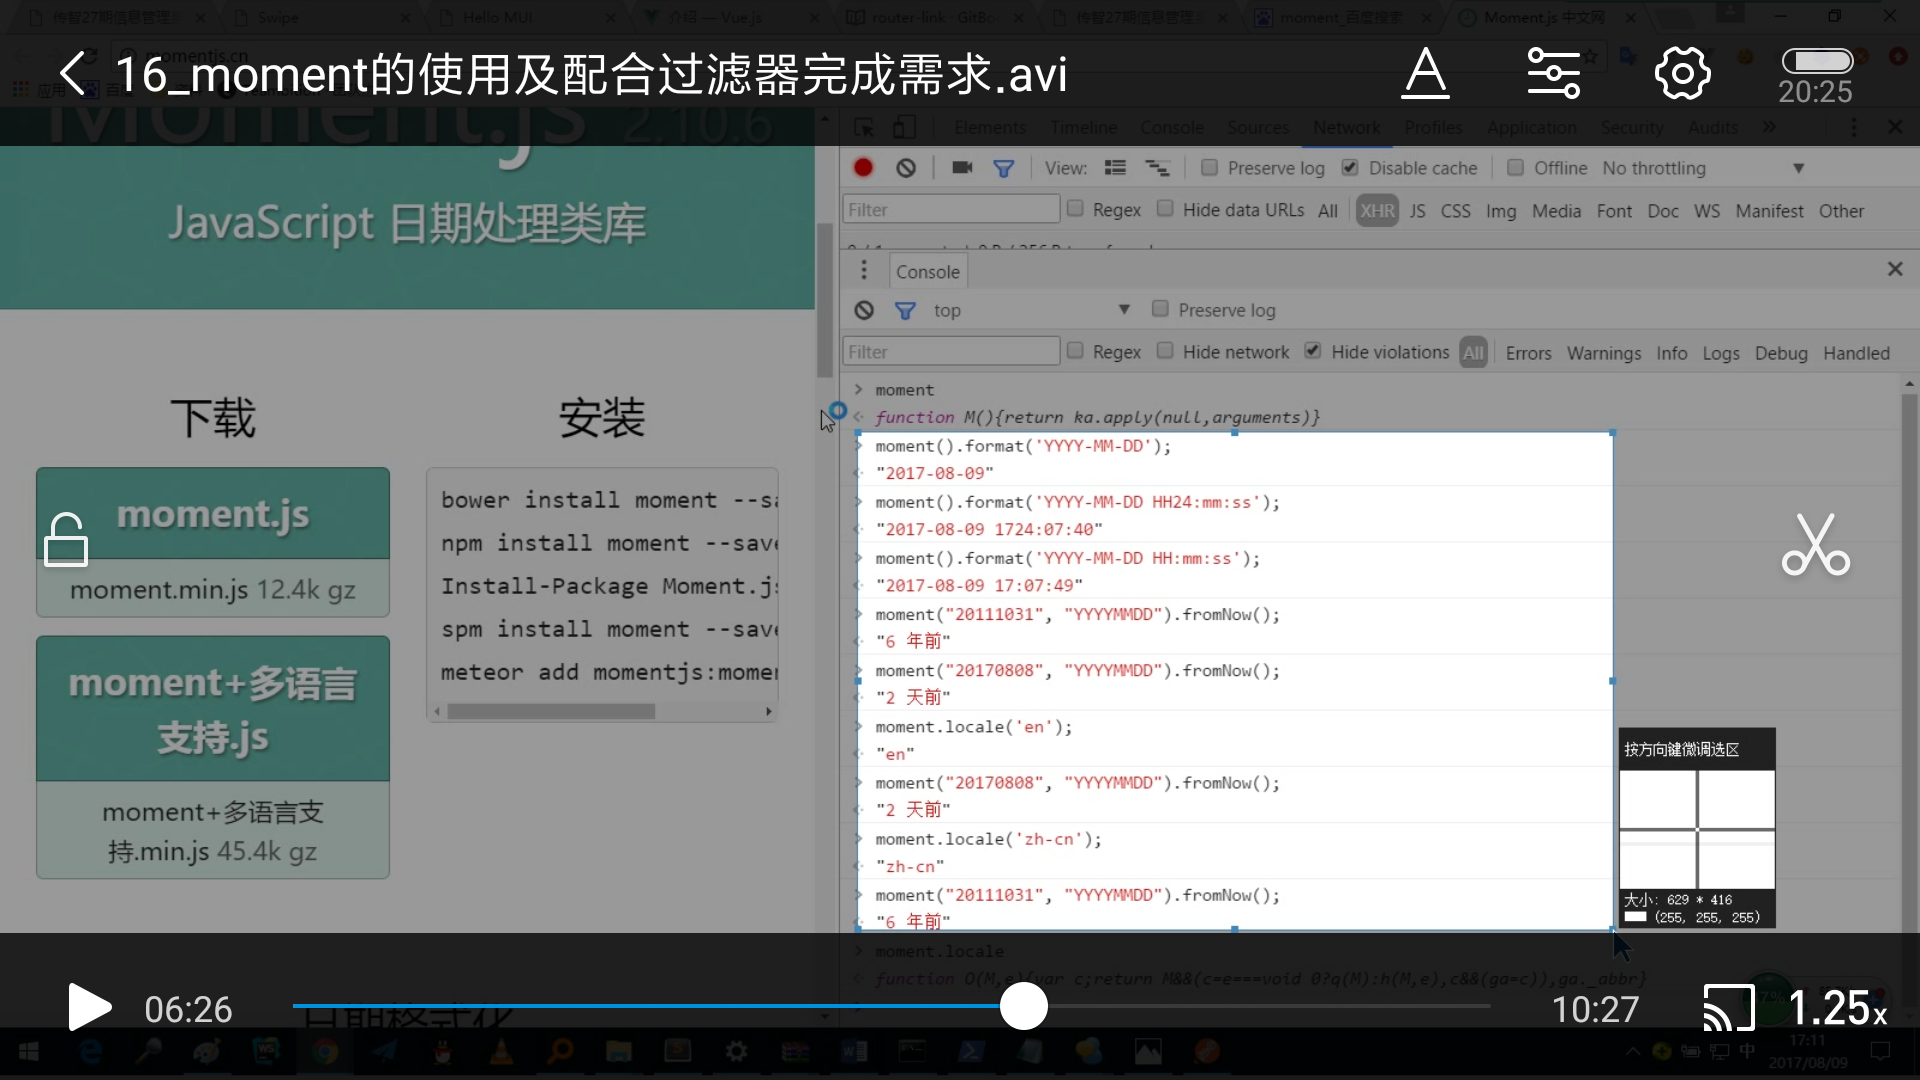 传智27期信息管理
Swipe
Hello MUI
介绍 — Vue.js
router-link · GitBo
传智27期信息管理
moment_百度搜索
Moment.js 中文网
momentjs.cn
16_moment的使用及配合过滤器完成需求.avi
A
20:25
应用
Moment.js 2.10.6
Elements Timeline Console Sources Network Profiles Application Security Audits »
View: Preserve log Disable cache Offline No throttling
JavaScript 日期处理类库
Filter Regex Hide data URLs All XHR JS CSS Img Media Font Doc WS Manifest Other
Console
top Preserve log
Filter Regex Hide network Hide violations All Errors Warnings Info Logs Debug Handled
下载
安装
moment.js
moment.min.js 12.4k gz
moment+多语言
支持.js
moment+多语言支
持.min.js 45.4k gz
bower install moment --sa
npm install moment --save
Install-Package Moment.js
spm install moment --save
meteor add momentjs:momen
> moment
function M(){return ka.apply(null,arguments)}
moment().format('YYYY-MM-DD');
"2017-08-09"
moment().format('YYYY-MM-DD HH24:mm:ss');
"2017-08-09 1724:07:40"
moment().format('YYYY-MM-DD HH:mm:ss');
"2017-08-09 17:07:49"
moment("20111031", "YYYYMMDD").fromNow();
"6 年前"
moment("20170808", "YYYYMMDD").fromNow();
"2 天前"
moment.locale('en');
"en"
moment("20170808", "YYYYMMDD").fromNow();
"2 天前"
moment.locale('zh-cn');
"zh-cn"
moment("20111031", "YYYYMMDD").fromNow();
"6 年前"
> moment.locale
function O(M,e){var c;return M&&(c=e===void 0?q(M):h(M,e),c&&(ga=c)),ga._abbr}
按方向键微调选区
大小: 629 * 416
(255, 255, 255)
日期格式化
06:26
10:27
1.25x
中
17:11
2017/08/09